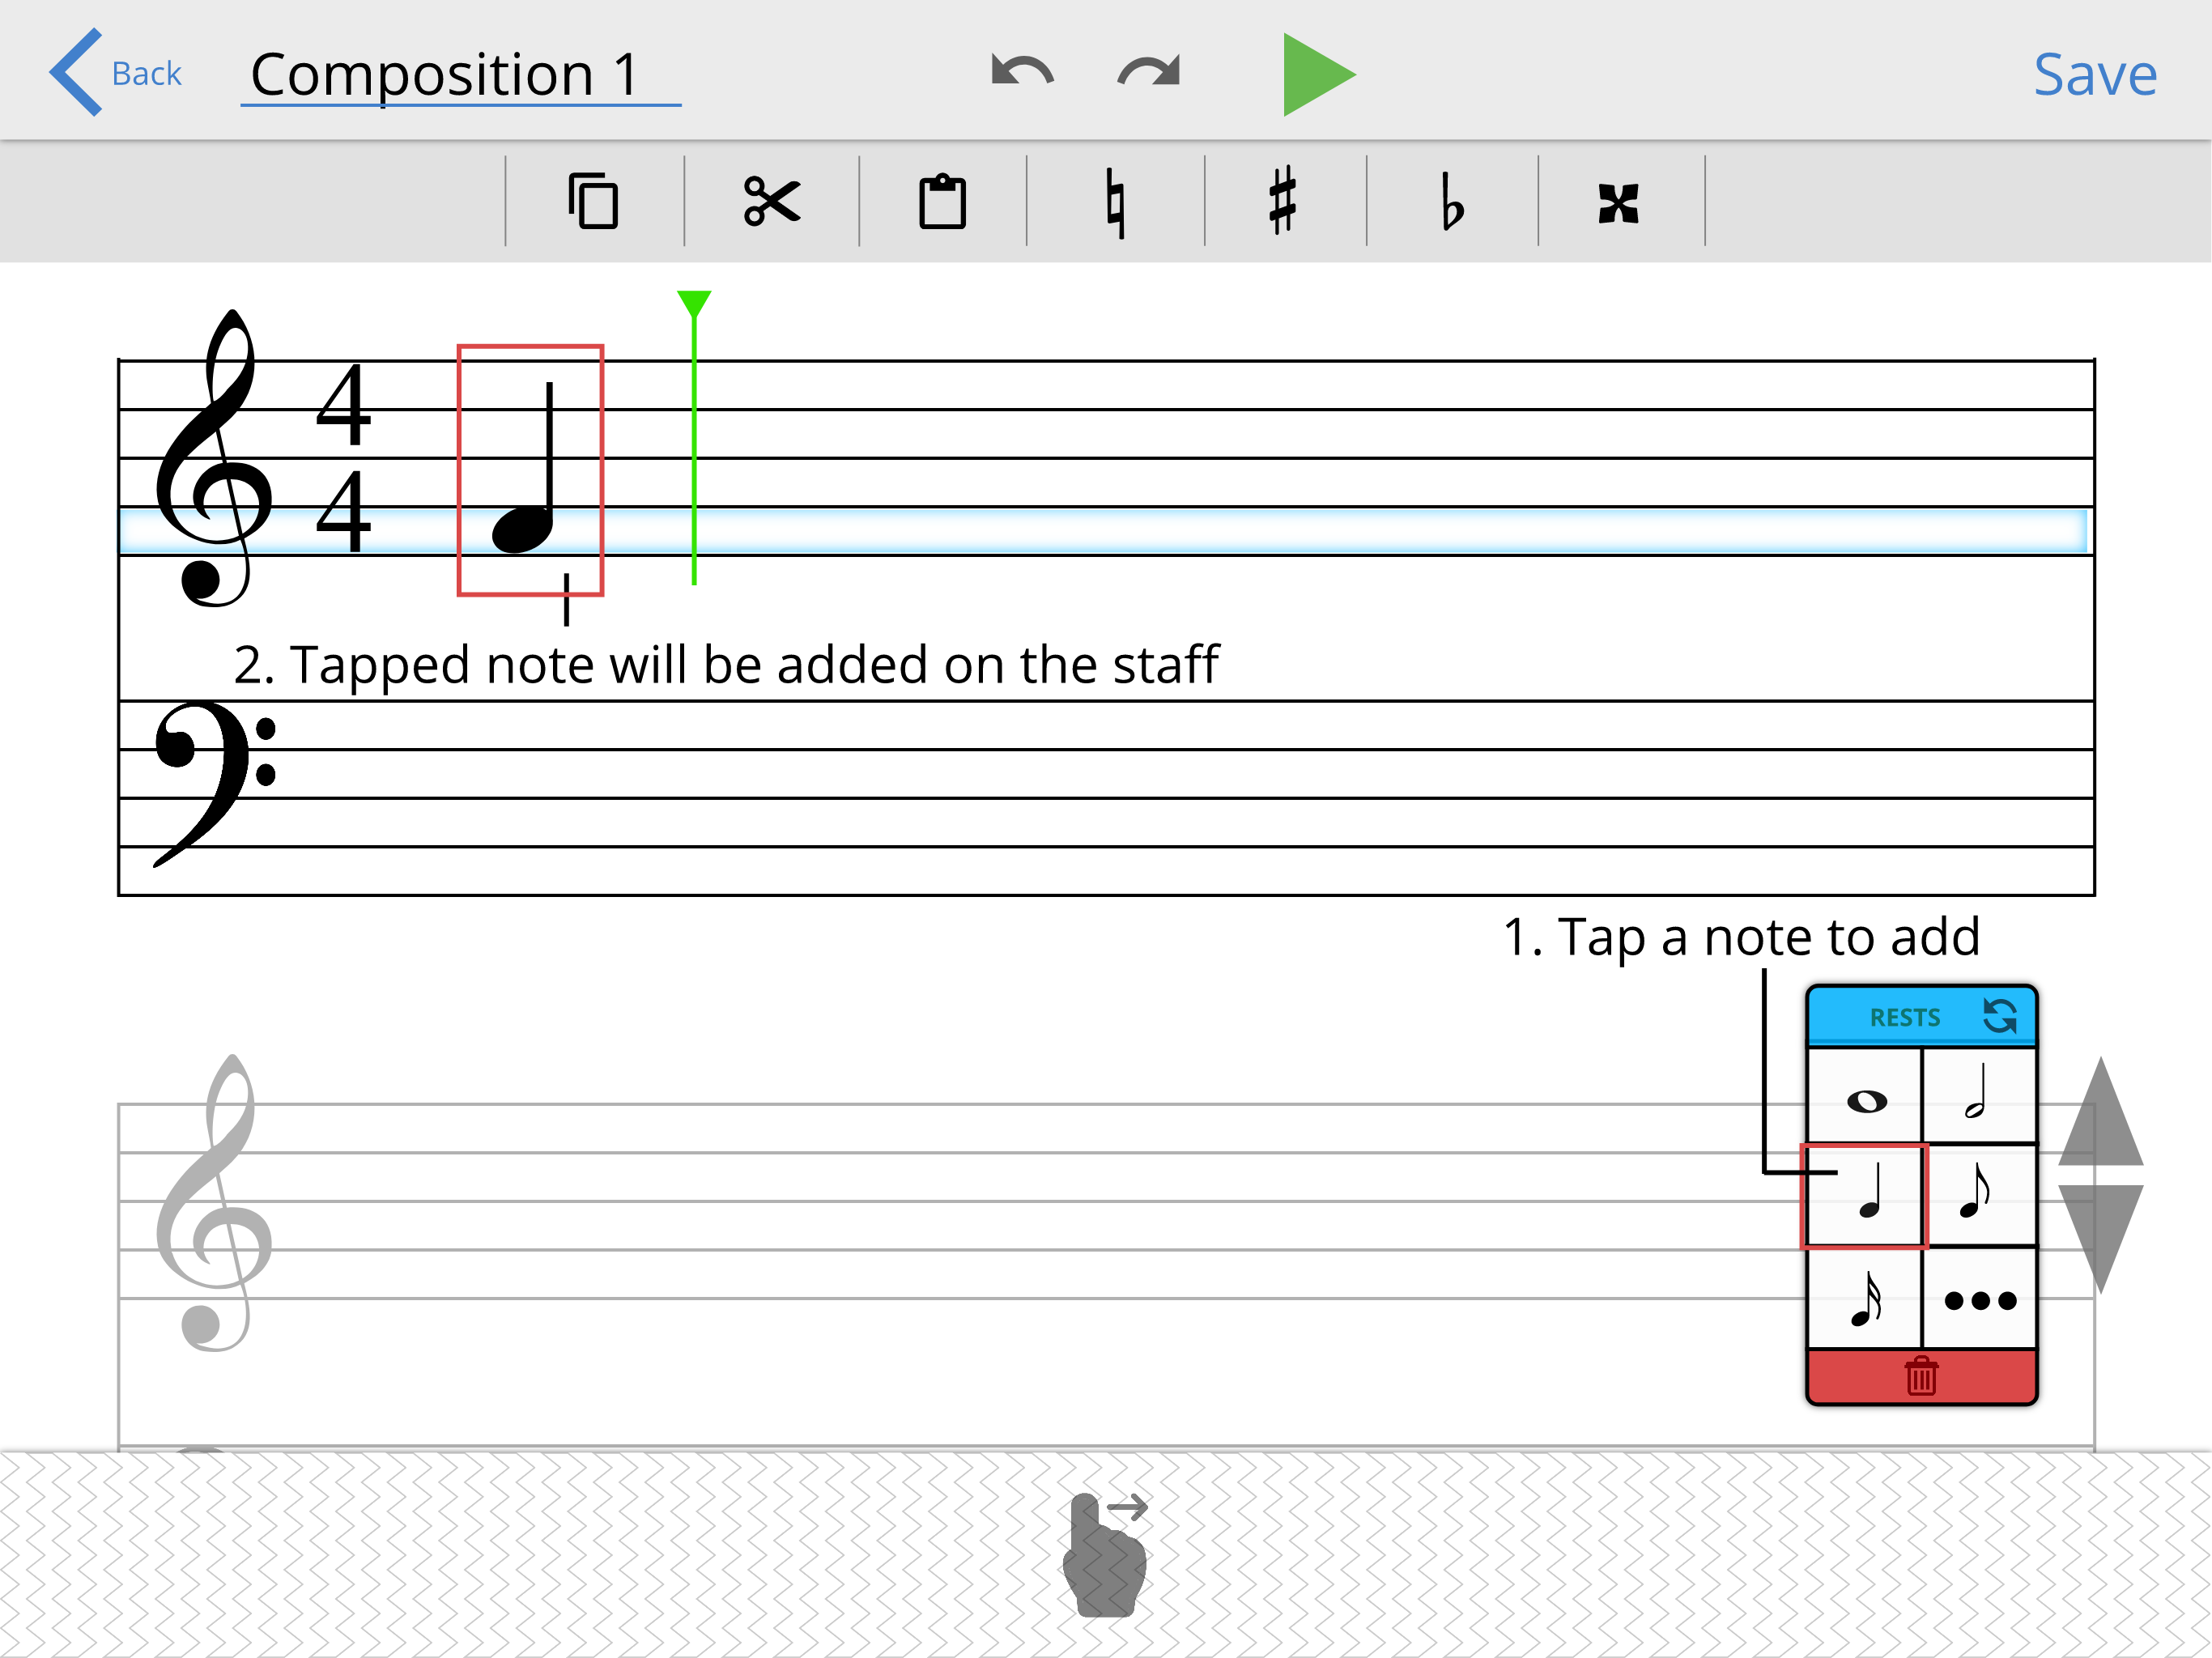 Back
Composition 1
Save
4
4
2. Tapped note will be added on the staff
1. Tap a note to add
RESTS